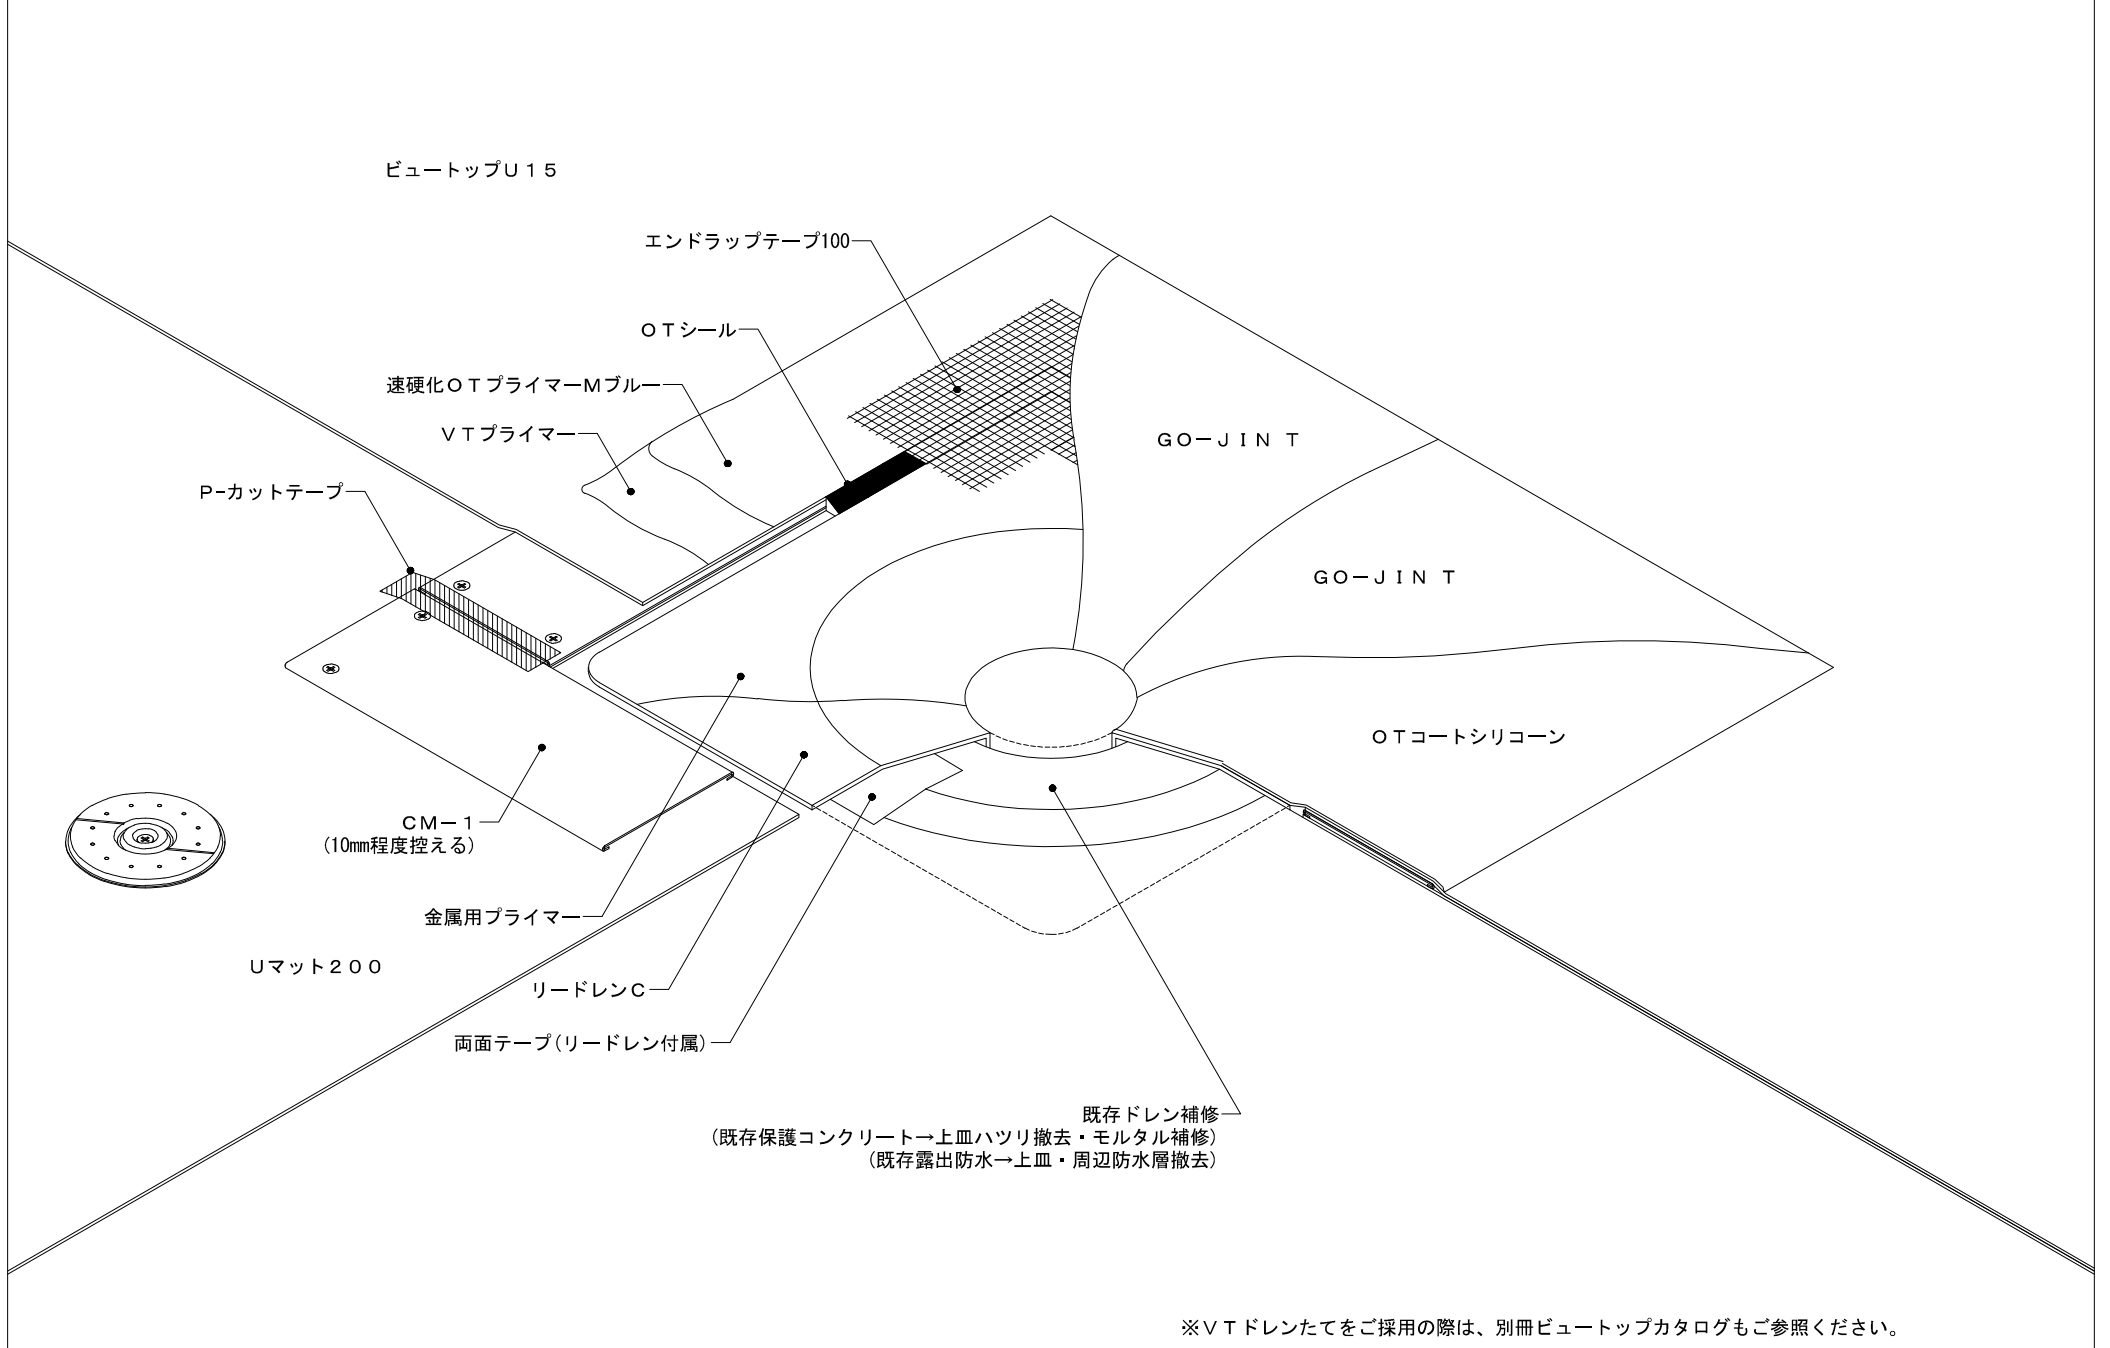 ビュートップU15
エンドラップテープ100
OTシール
速硬化OTプライマーMブルー
VTプライマー
P-カットテープ
GO-JIN T
GO-JIN T
OTコートシリコーン
CM-1
(10mm程度控える)
金属用プライマー
Uマット200
リードレンC
両面テープ(リードレン付属)
既存ドレン補修
(既存保護コンクリート→上皿ハツリ撤去・モルタル補修)
(既存露出防水→上皿・周辺防水層撤去)
※VTドレンたてをご採用の際は、別冊ビュートップカタログもご参照ください。